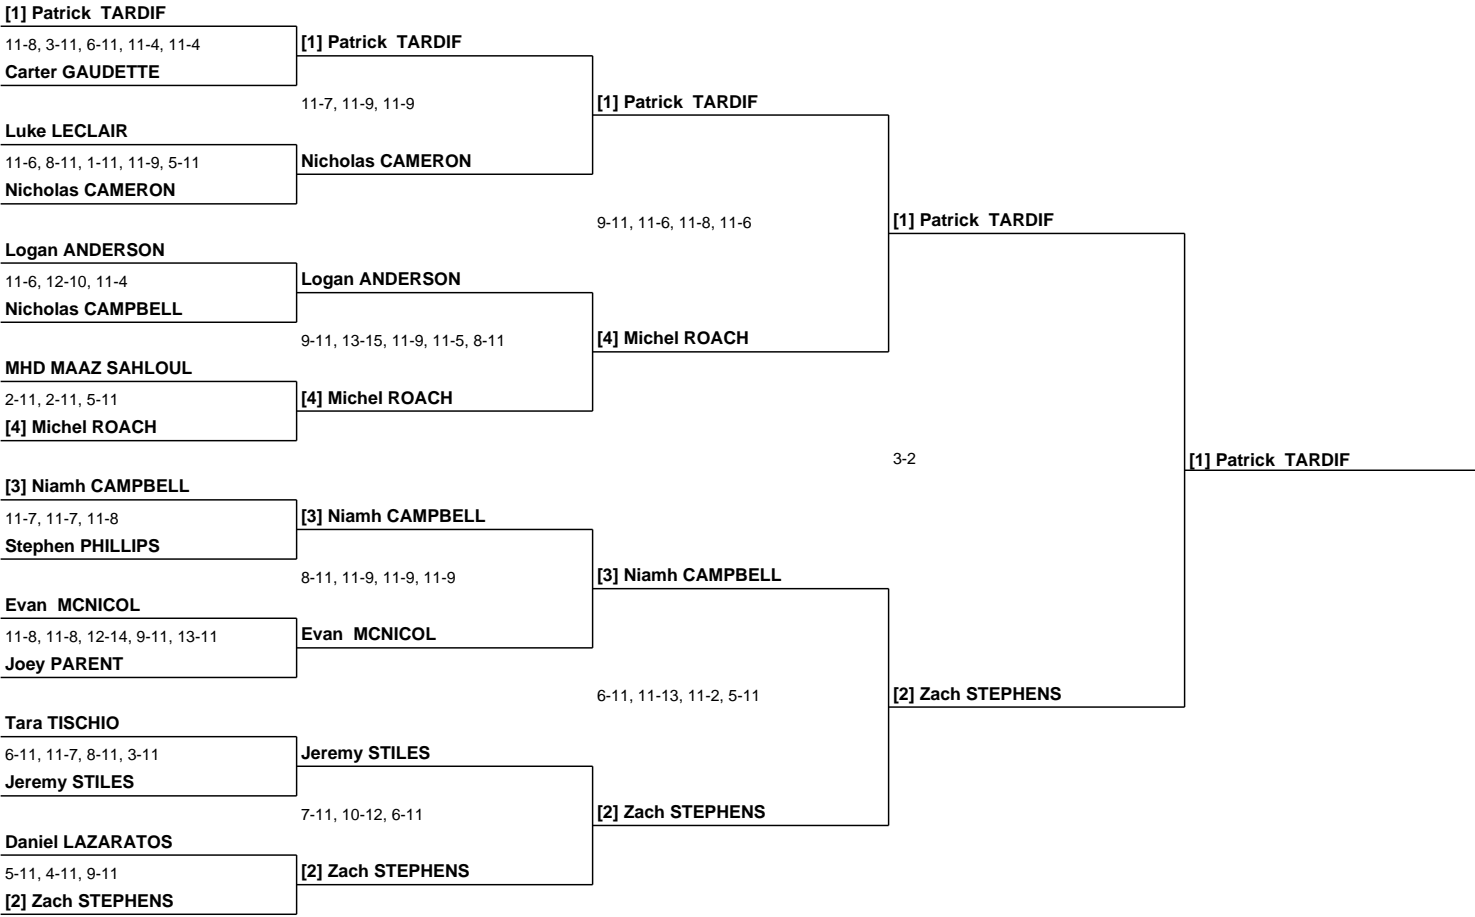 [1] Patrick  TARDIF
11-8, 3-11, 6-11, 11-4, 11-4
Carter GAUDETTE
Luke LECLAIR
11-6, 8-11, 1-11, 11-9, 5-11
Nicholas CAMERON
Logan ANDERSON
11-6, 12-10, 11-4
Nicholas CAMPBELL
MHD MAAZ SAHLOUL
2-11, 2-11, 5-11
[4] Michel ROACH
[3] Niamh CAMPBELL
11-7, 11-7, 11-8
Stephen PHILLIPS
Evan  MCNICOL
11-8, 11-8, 12-14, 9-11, 13-11
Joey PARENT
Tara TISCHIO
6-11, 11-7, 8-11, 3-11
Jeremy STILES
Daniel LAZARATOS
5-11, 4-11, 9-11
[2] Zach STEPHENS
[1] Patrick  TARDIF
11-7, 11-9, 11-9
Nicholas CAMERON
Logan ANDERSON
9-11, 13-15, 11-9, 11-5, 8-11
[4] Michel ROACH
[3] Niamh CAMPBELL
8-11, 11-9, 11-9, 11-9
Evan  MCNICOL
Jeremy STILES
7-11, 10-12, 6-11
[2] Zach STEPHENS
[1] Patrick  TARDIF
9-11, 11-6, 11-8, 11-6
[4] Michel ROACH
[3] Niamh CAMPBELL
6-11, 11-13, 11-2, 5-11
[2] Zach STEPHENS
[1] Patrick  TARDIF
3-2
[2] Zach STEPHENS
[1] Patrick  TARDIF